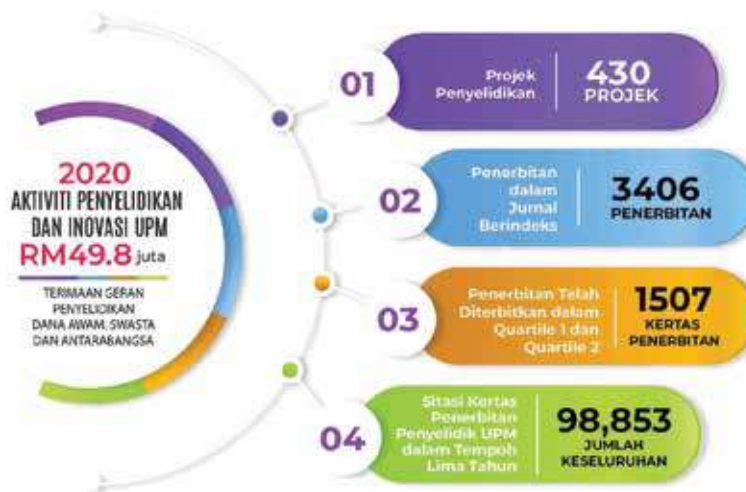 2020
AKTIVITI PENYELIDIKAN
DAN INOVASI UPM
RM49.8 juta
TERIMAAN GERAN
PENYELIDIKAN
DANA AWAM, SWASTA
DAN ANTARABANGSA
01
Projek
Penyelidikan
430
PROJEK
02
Penerbitan
dalam
Jurnal
Berindeks
3406
PENERBITAN
03
Penerbitan Telah
Diterbitkan dalam
Quartile 1 dan
Quartile 2
1507
KERTAS
PENERBITAN
04
Sitasi Kertas
Penerbitan
Penyelidik UPM
dalam Tempoh
Lima Tahun
98,853
JUMLAH
KESELURUHAN